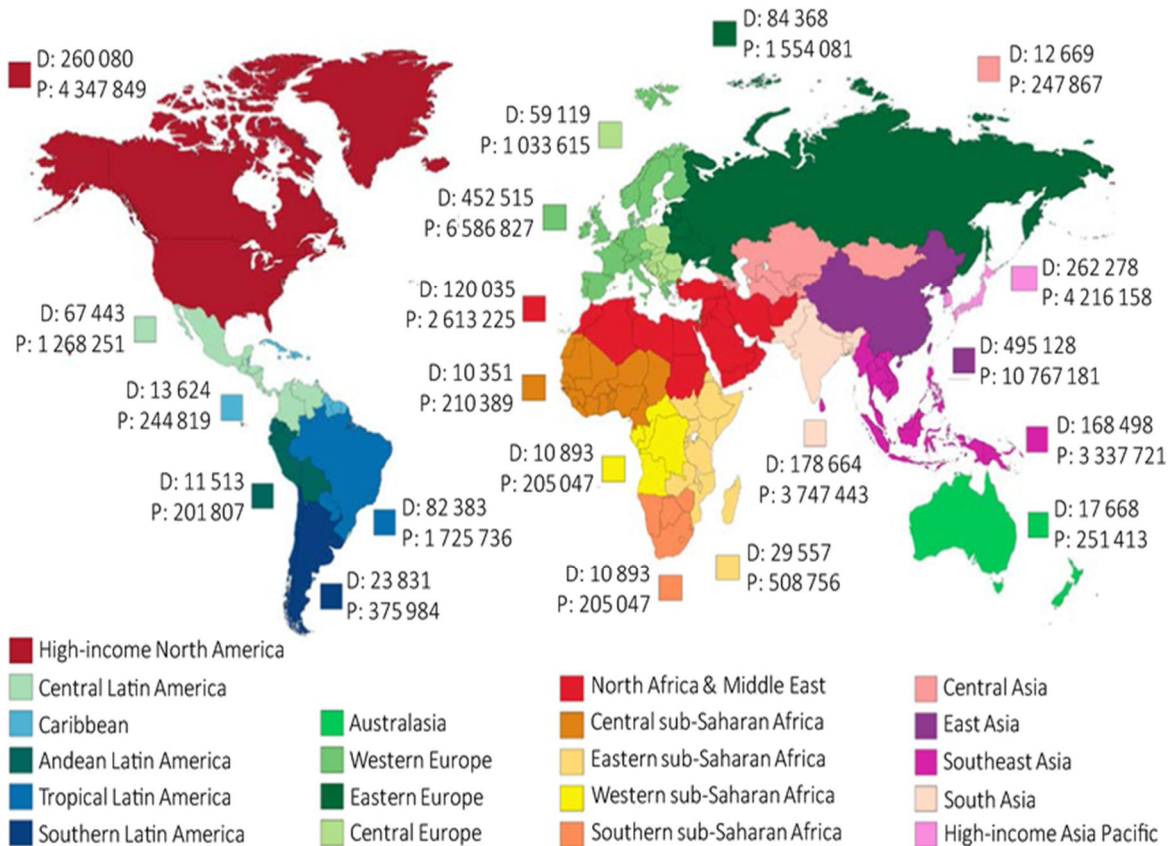 D: 260 080
P: 4 347 849
D: 84 368
P: 1 554 081
D: 12 669
P: 247 867
D: 59 119
P: 1 033 615
D: 452 515
P: 6 586 827
D: 120 035
P: 2 613 225
D: 262 278
P: 4 216 158
D: 67 443
P: 1 268 251
D: 10 351
P: 210 389
D: 495 128
P: 10 767 181
D: 13 624
P: 244 819
D: 10 893
P: 205 047
D: 178 664
P: 3 747 443
D: 168 498
P: 3 337 721
D: 11 513
P: 201 807
D: 82 383
P: 1 725 736
D: 17 668
P: 251 413
D: 23 831
P: 375 984
D: 10 893
P: 205 047
D: 29 557
P: 508 756
High-income North America
Central Latin America
Caribbean
Andean Latin America
Tropical Latin America
Southern Latin America
Australasia
Western Europe
Eastern Europe
Central Europe
North Africa & Middle East
Central sub-Saharan Africa
Eastern sub-Saharan Africa
Western sub-Saharan Africa
Southern sub-Saharan Africa
Central Asia
East Asia
Southeast Asia
South Asia
High-income Asia Pacific